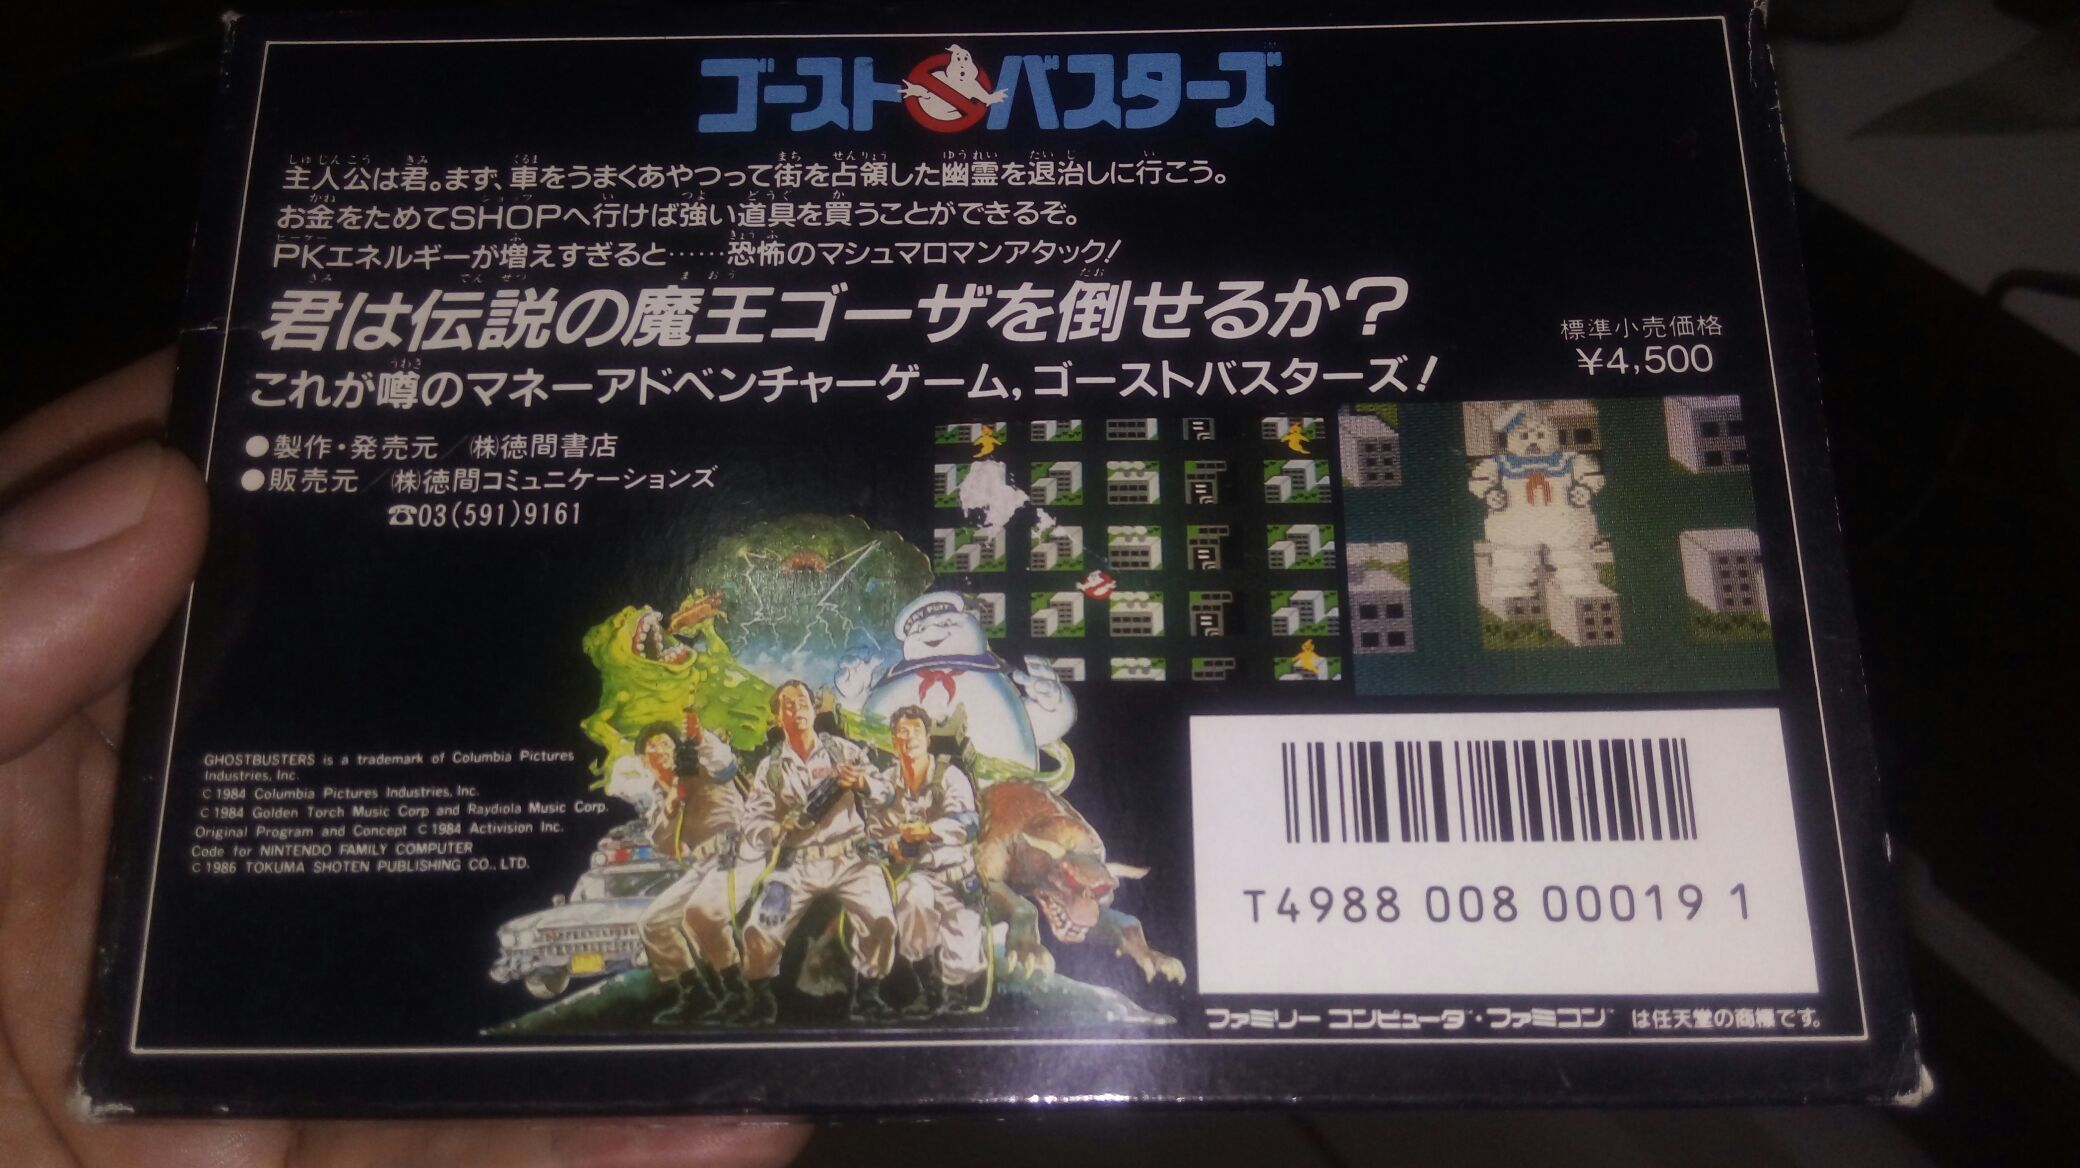 ゴーストバスターズ
主人公は君。まず、車をうまくあやつって街を占領した幽霊を退治しに行こう。
お金をためてSHOPへ行けば強い道具を買うことができるぞ。
PKエネルギーが増えすぎると……恐怖のマシュマロマンアタック!
君は伝説の魔王ゴーザを倒せるか?
これが噂のマネーアドベンチャーゲーム,ゴーストバスターズ!
標準小売価格
¥4,500
●製作・発売元/㈱徳間書店
●販売元/㈱徳間コミュニケーションズ
☎03(591)9161
STAY PUFT
GHOSTBUSTERS is a trademark of Columbia Pictures
Industries, Inc.
C 1984 Columbia Pictures Industries, Inc.
C 1984 Golden Torch Music Corp and Raydiola Music Corp.
Original Program and Concept C 1984 Activision Inc.
Code for NINTENDO FAMILY COMPUTER
C 1986 TOKUMA SHOTEN PUBLISHING CO., LTD.
T4988 008 000191
ファミリーコンピュータ・ファミコンは任天堂の商標です。